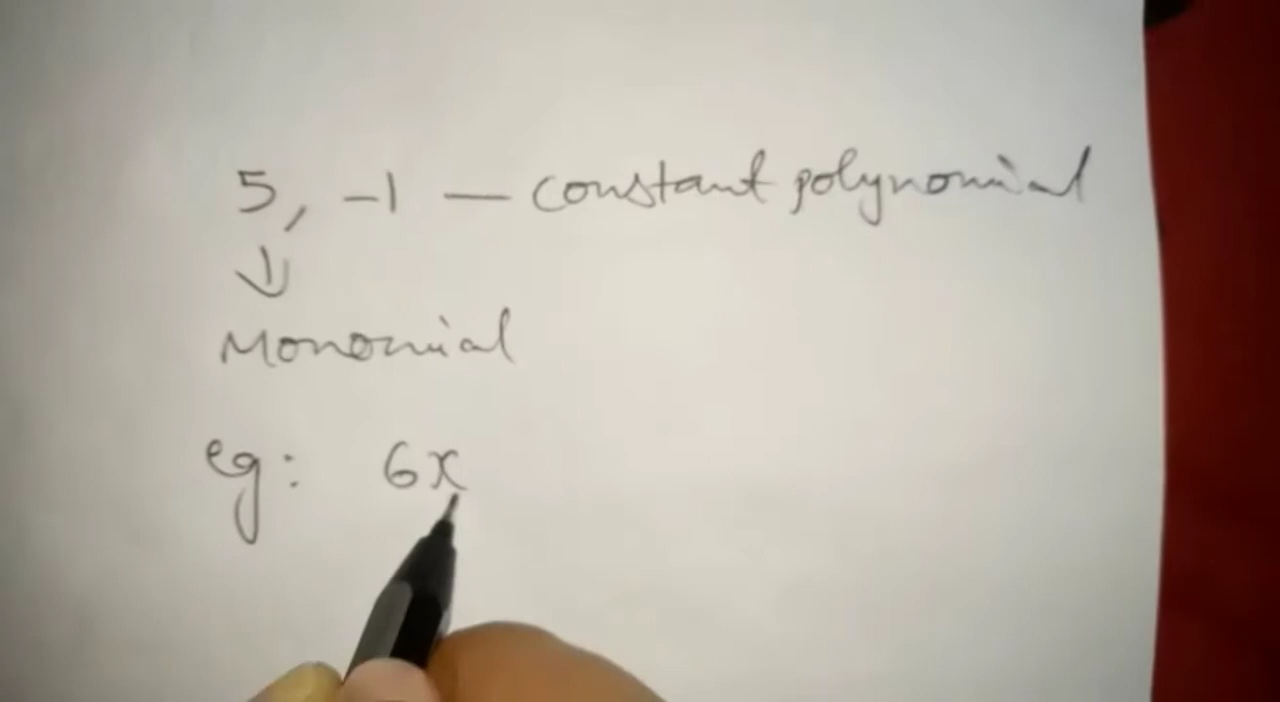 5, -1 — constant polynomial
↓
Monomial
eg: 6x